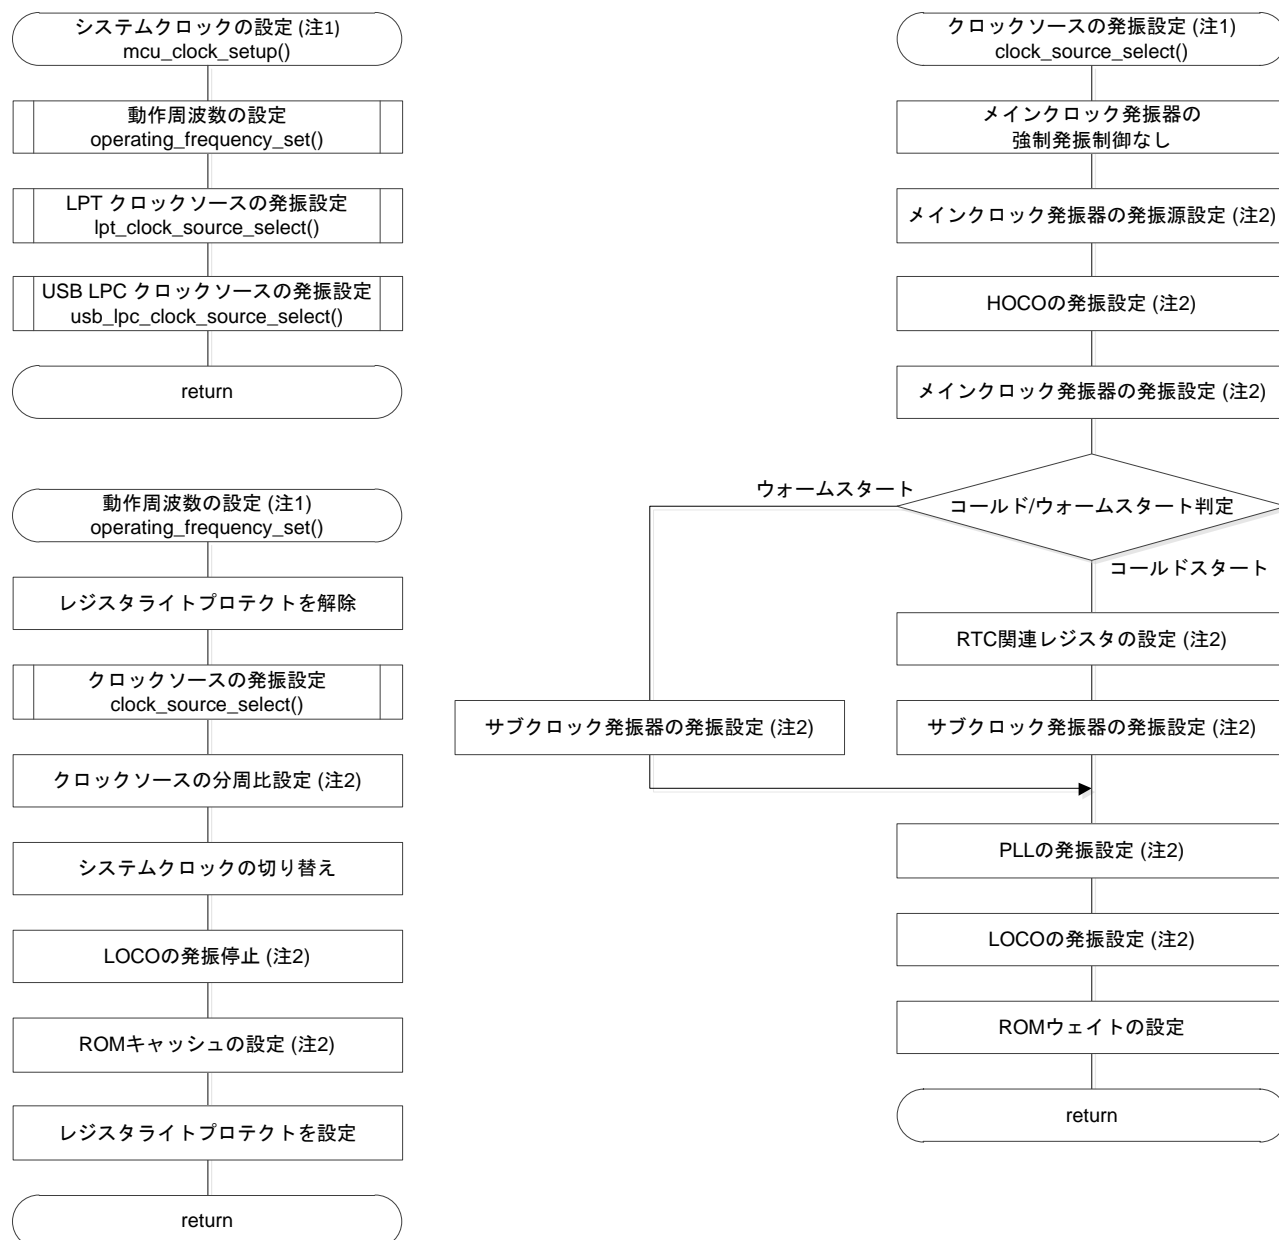 システムクロックの設定 (注1)
mcu_clock_setup()
動作周波数の設定
operating_frequency_set()
LPT クロックソースの発振設定
lpt_clock_source_select()
USB LPC クロックソースの発振設定
usb_lpc_clock_source_select()
return
動作周波数の設定 (注1)
operating_frequency_set()
レジスタライトプロテクトを解除
クロックソースの発振設定
clock_source_select()
クロックソースの分周比設定 (注2)
システムクロックの切り替え
LOCOの発振停止 (注2)
ROMキャッシュの設定 (注2)
レジスタライトプロテクトを設定
return
クロックソースの発振設定 (注1)
clock_source_select()
メインクロック発振器の
強制発振制御なし
メインクロック発振器の発振源設定 (注2)
HOCOの発振設定 (注2)
メインクロック発振器の発振設定 (注2)
ウォームスタート
コールド/ウォームスタート判定
コールドスタート
RTC関連レジスタの設定 (注2)
サブクロック発振器の発振設定 (注2)
サブクロック発振器の発振設定 (注2)
PLLの発振設定 (注2)
LOCOの発振設定 (注2)
ROMウェイトの設定
return